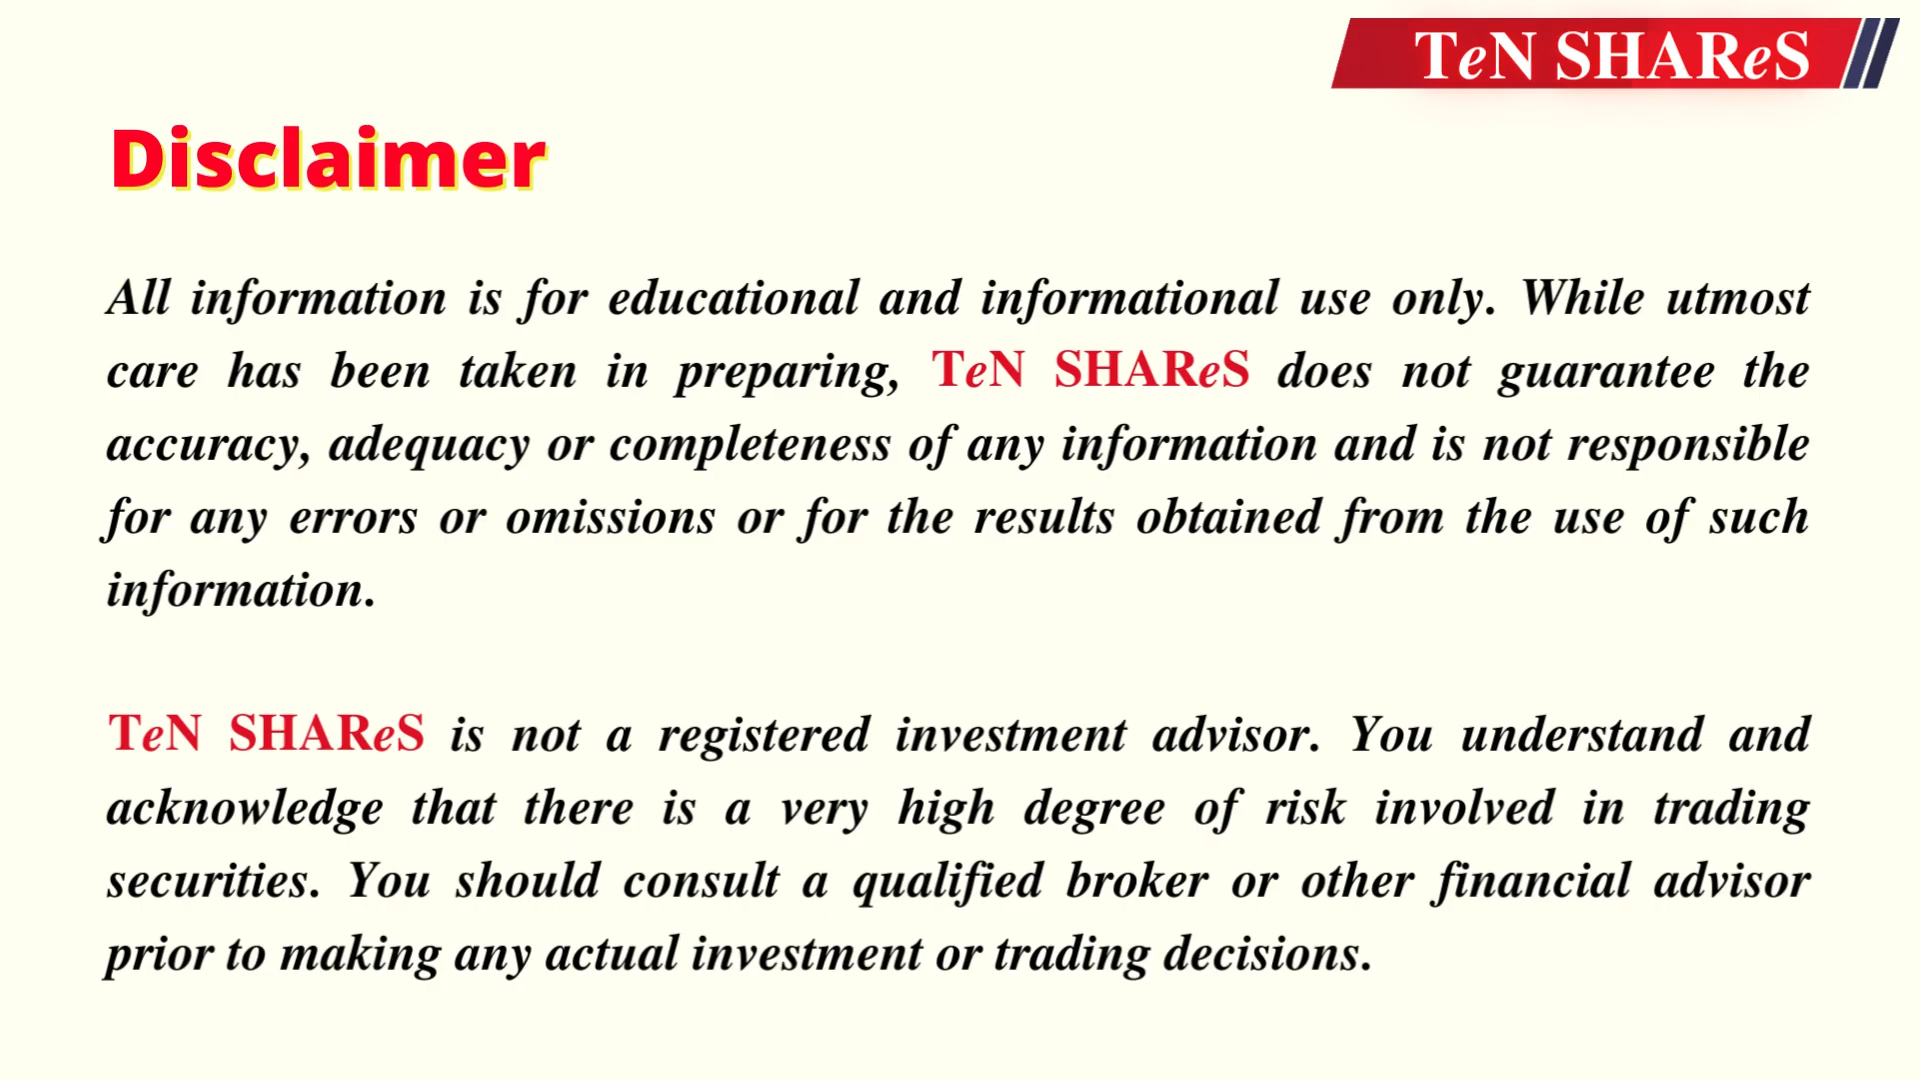 TeN SHAReS
Disclaimer
All information is for educational and informational use only. While utmost
care has been taken in preparing, TeN SHAReS does not guarantee the
accuracy, adequacy or completeness of any information and is not responsible
for any errors or omissions or for the results obtained from the use of such
information.
TeN SHAReS is not a registered investment advisor. You understand and
acknowledge that there is a very high degree of risk involved in trading
securities. You should consult a qualified broker or other financial advisor
prior to making any actual investment or trading decisions.